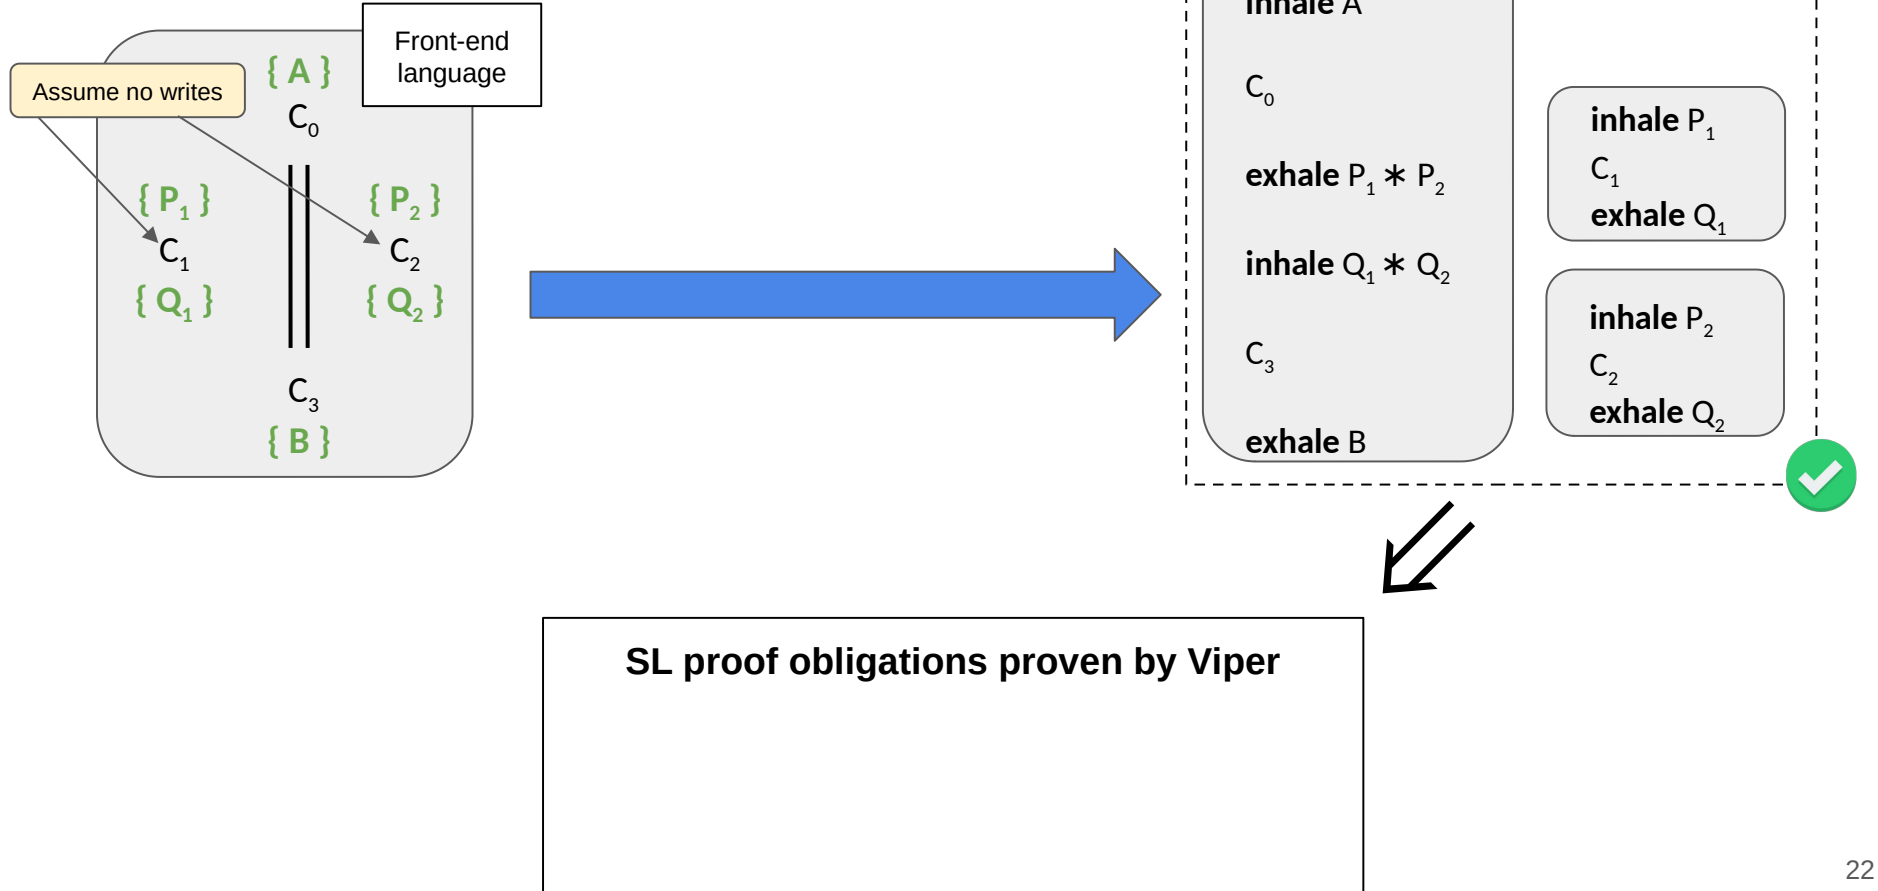 Front-end
language
Assume no writes
{ A }
C₀
{ P₁ }
{ P₂ }
C₁
C₂
{ Q₁ }
{ Q₂ }
C₃
{ B }
inhale A
C₀
exhale P₁ ∗ P₂
inhale Q₁ ∗ Q₂
C₃
exhale B
inhale P₁
C₁
exhale Q₁
inhale P₂
C₂
exhale Q₂
SL proof obligations proven by Viper
22